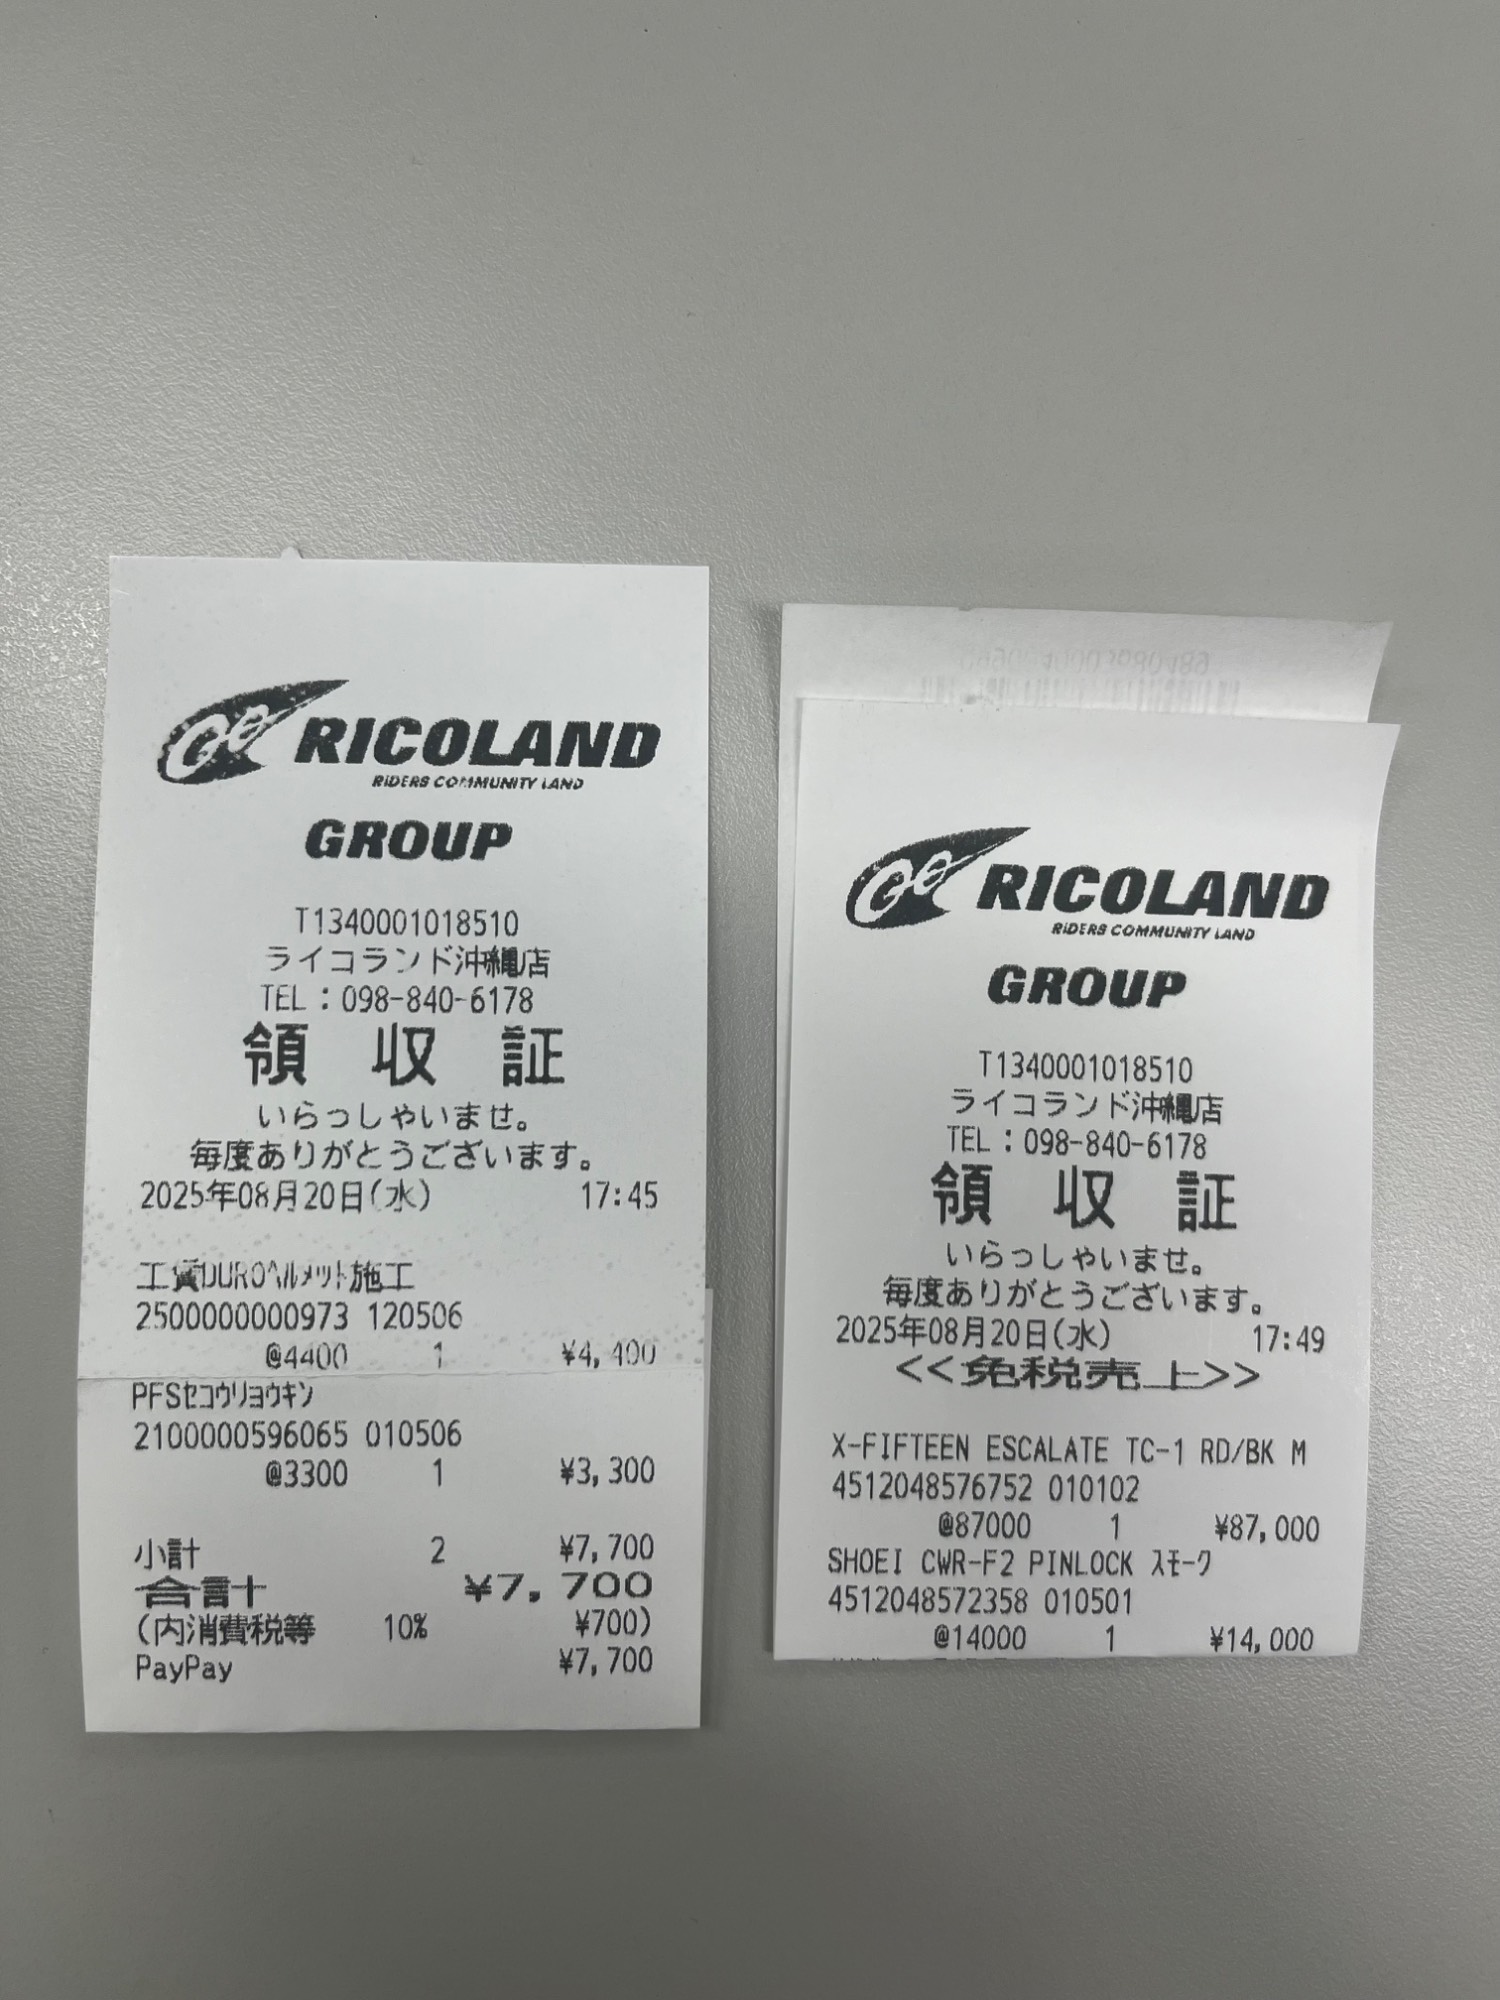 RICOLAND
RIDERS COMMUNITY LAND
GROUP
T1340001018510
ライコランド沖縄店
TEL：098-840-6178
領 収 証
いらっしゃいませ。
毎度ありがとうございます。
2025年08月20日(水) 17:45
工賃DUROヘルメット施工
2500000000973 120506
@4400 1 ¥4,400
PFSセコウリョウキン
2100000596065 010506
@3300 1 ¥3,300
小計 2 ¥7,700
合計 ¥7,700
(内消費税等 10% ¥700)
PayPay ¥7,700
RICOLAND
RIDERS COMMUNITY LAND
GROUP
T1340001018510
ライコランド沖縄店
TEL：098-840-6178
領 収 証
いらっしゃいませ。
毎度ありがとうございます。
2025年08月20日(水) 17:49
<<免税売上>>
X-FIFTEEN ESCALATE TC-1 RD/BK M
4512048576752 010102
@87000 1 ¥87,000
SHOEI CWR-F2 PINLOCK スモーク
4512048572358 010501
@14000 1 ¥14,000